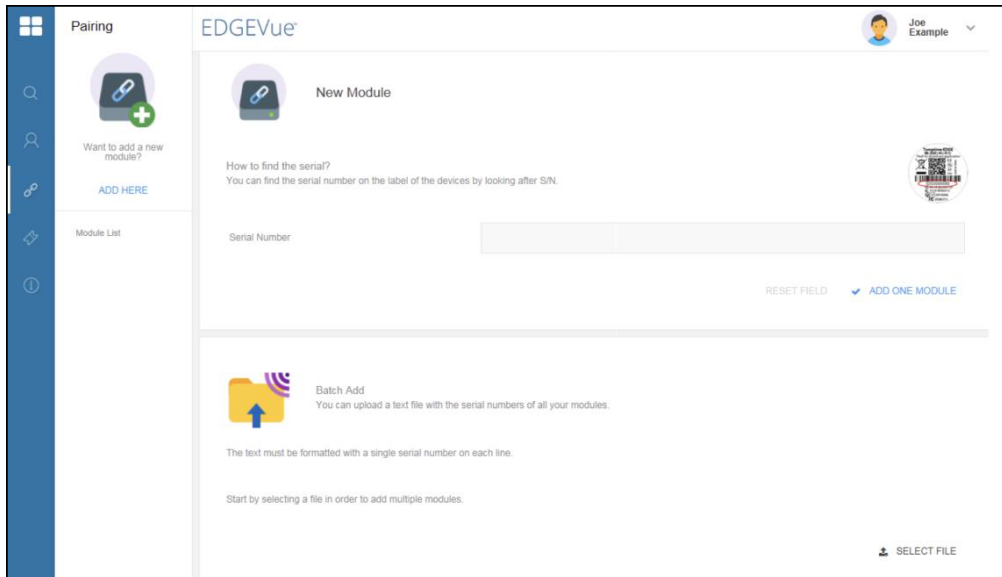 Pairing
EDGEVue
Joe
Example
Want to add a new
module?
ADD HERE
Module List
New Module
How to find the serial?
You can find the serial number on the label of the devices by looking after S/N.
Serial Number
RESET FIELD
ADD ONE MODULE
Batch Add
You can upload a text file with the serial numbers of all your modules.
The text must be formatted with a single serial number on each line.
Start by selecting a file in order to add multiple modules.
SELECT FILE